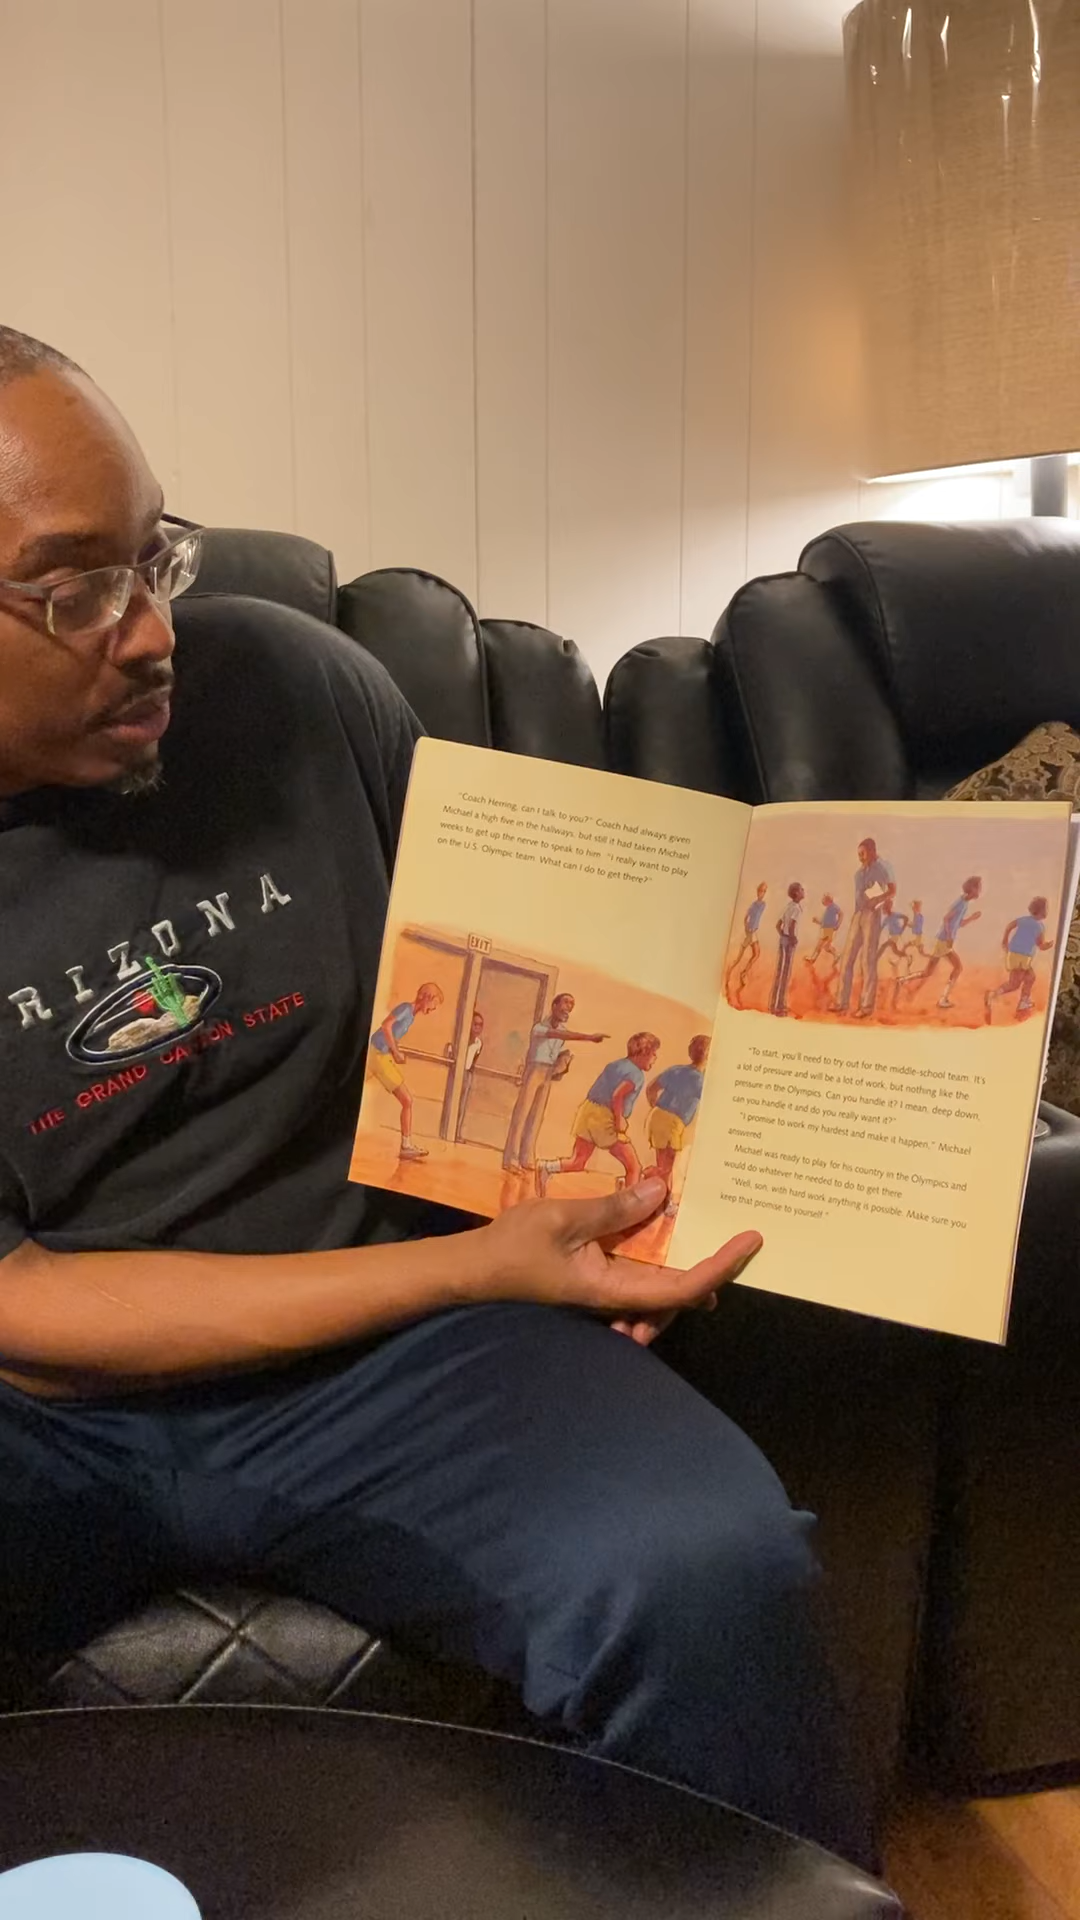 ARIZONA
THE GRAND CANYON STATE
"Coach Herring, can I talk to you?" Coach had always given
Michael a high five in the hallways, but still it had taken Michael
weeks to get up the nerve to speak to him. "I really want to play
on the U.S. Olympic team. What can I do to get there?"
EXIT
"To start, you'll need to try out for the middle-school team. It's
a lot of pressure and will be a lot of work, but nothing like the
pressure in the Olympics. Can you handle it? I mean, deep down,
can you handle it and do you really want it?"
"I promise to work my hardest and make it happen," Michael
answered.
Michael was ready to play for his country in the Olympics and
would do whatever he needed to do to get there.
"Well, son, with hard work anything is possible. Make sure you
keep that promise to yourself."